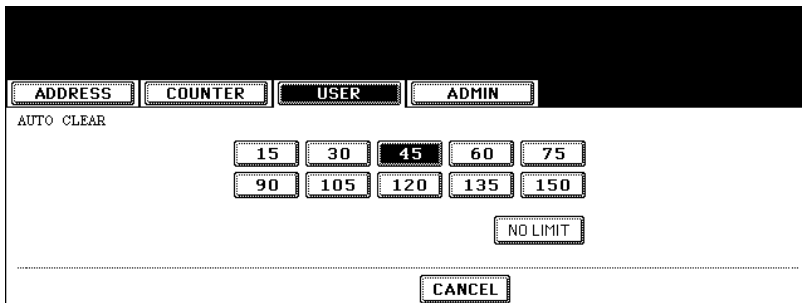 ADDRESS COUNTER USER ADMIN
AUTO CLEAR
15 30 45 60 75
90 105 120 135 150
NO LIMIT
CANCEL